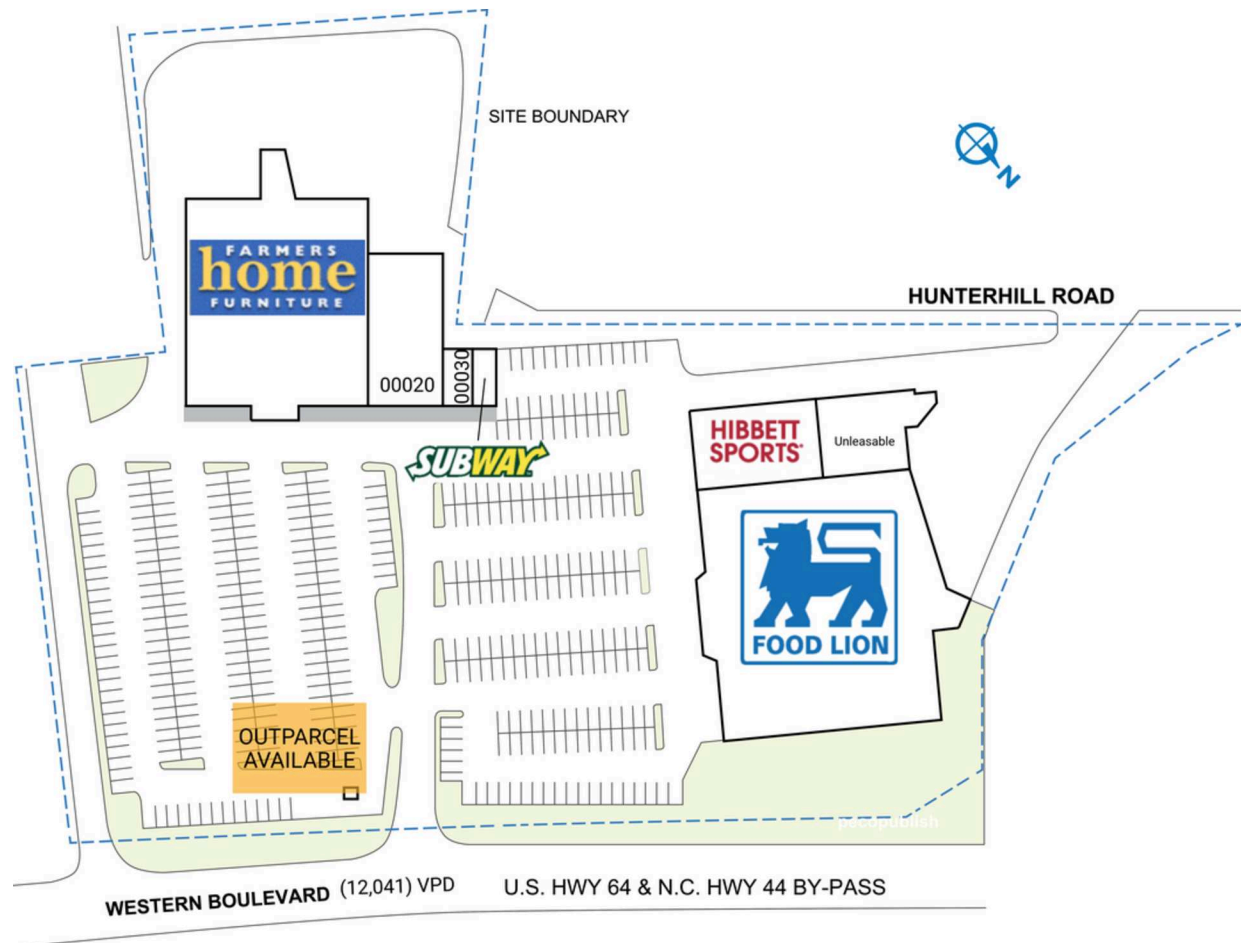 SITE BOUNDARY
N
FARMERS
home
FURNITURE
HUNTERHILL ROAD
00020
00030
SUBWAY
HIBBETT
SPORTS
Unleasable
FOOD LION
OUTPARCEL
AVAILABLE
WESTERN BOULEVARD (12,041) VPD U.S. HWY 64 & N.C. HWY 44 BY-PASS